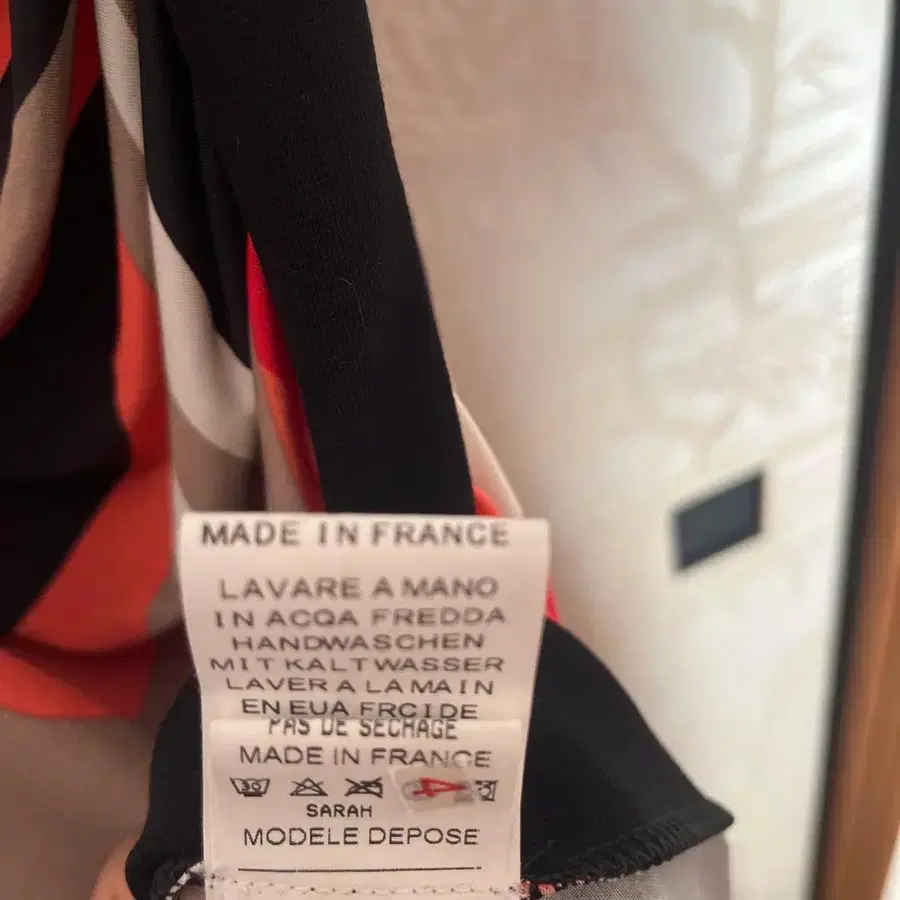 MADE IN FRANCE
LAVARE A MANO
IN ACQA FREDDA
HANDWASCHEN
MIT KALTWASSER
LAVER A LA MAIN
EN EUA FRCIDE
PAS DE SECHAGE
MADE IN FRANCE
30 4
SARAH
MODELE DEPOSE